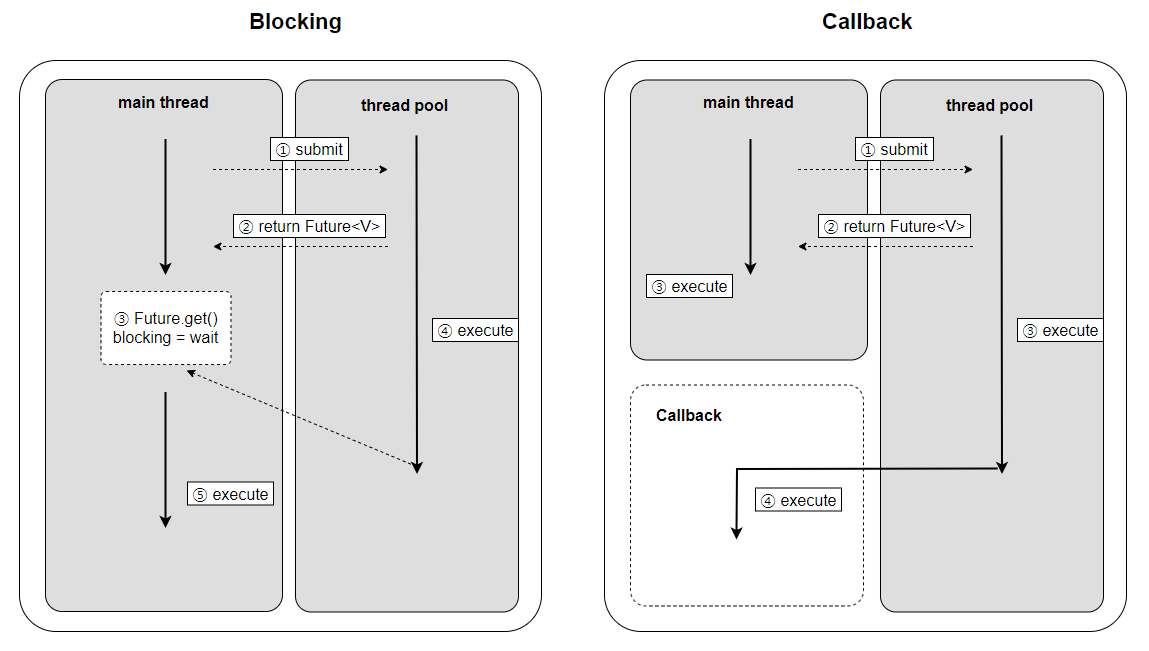 Blocking
main thread
thread pool
① submit
② return Future<V>
③ Future.get()
blocking = wait
④ execute
⑤ execute
Callback
main thread
thread pool
① submit
② return Future<V>
③ execute
③ execute
Callback
④ execute